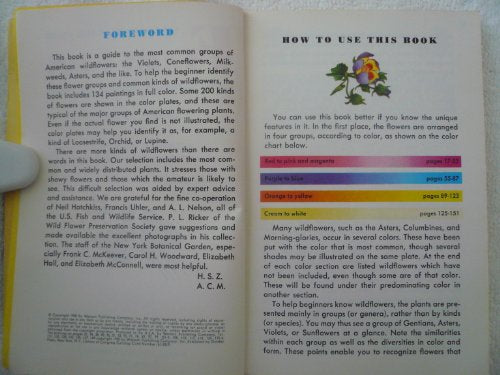 FOREWORD
This book is a guide to the most common groups of
American wildflowers: the Violets, Coneflowers, Milk-
weeds, Asters, and the like. To help the beginner identify
these flower groups and common kinds of wildflowers, the
book includes 134 paintings in full color. Some 200 kinds
of flowers are shown in the color plates, and these are
typical of the major groups of American flowering plants.
Even if the actual flower you find is not illustrated, the
color plates may help you identify it as, for example, a
kind of Loosestrife, Orchid, or Lupine.
There are more kinds of wildflowers than there are
words in this book. Our selection includes the most com-
mon and widely distributed plants. It stresses those with
showy flowers and those which the amateur is likely to
see. This difficult selection was aided by expert advice
and assistance. We are grateful for the fine co-operation
of Neil Hotchkiss, Francis Uhler, and A. L. Nelson, all of
the U.S. Fish and Wildlife Service. P. L. Ricker of the
Wild Flower Preservation Society gave suggestions and
made available the excellent photographs in his collec-
tion. The staff of the New York Botanical Garden, espe-
cially Frank C. McKeever, Carol H. Woodward, Elizabeth
Hall, and Elizabeth McConnell, were most helpful.
H. S. Z.
A. C. M.
HOW TO USE THIS BOOK
You can use this book better if you know the unique
features in it. In the first place, the flowers are arranged
in four groups, according to color, as shown on the color
chart below.
Red to pink and magenta pages 17-53
Purple to blue pages 55-87
Orange to yellow pages 89-123
Cream to white pages 125-151
Many wildflowers, such as the Asters, Columbines, and
Morning-glories, occur in several colors. These have been
put with the color that is most common, though several
shades may be illustrated on the same plate. At the end
of each color section are listed wildflowers which have
not been included, even though some of them are common.
These will be found under their predominating color in
another section.
To help beginners know wildflowers, the plants are pre-
sented mainly in groups (or genera), rather than by kinds
(or species). You may thus see a group of Gentians, Asters,
Violets, or Sunflowers at a glance. Note the similarities
within each group as well as the diversities in color and
form. These points enable you to recognize flowers that